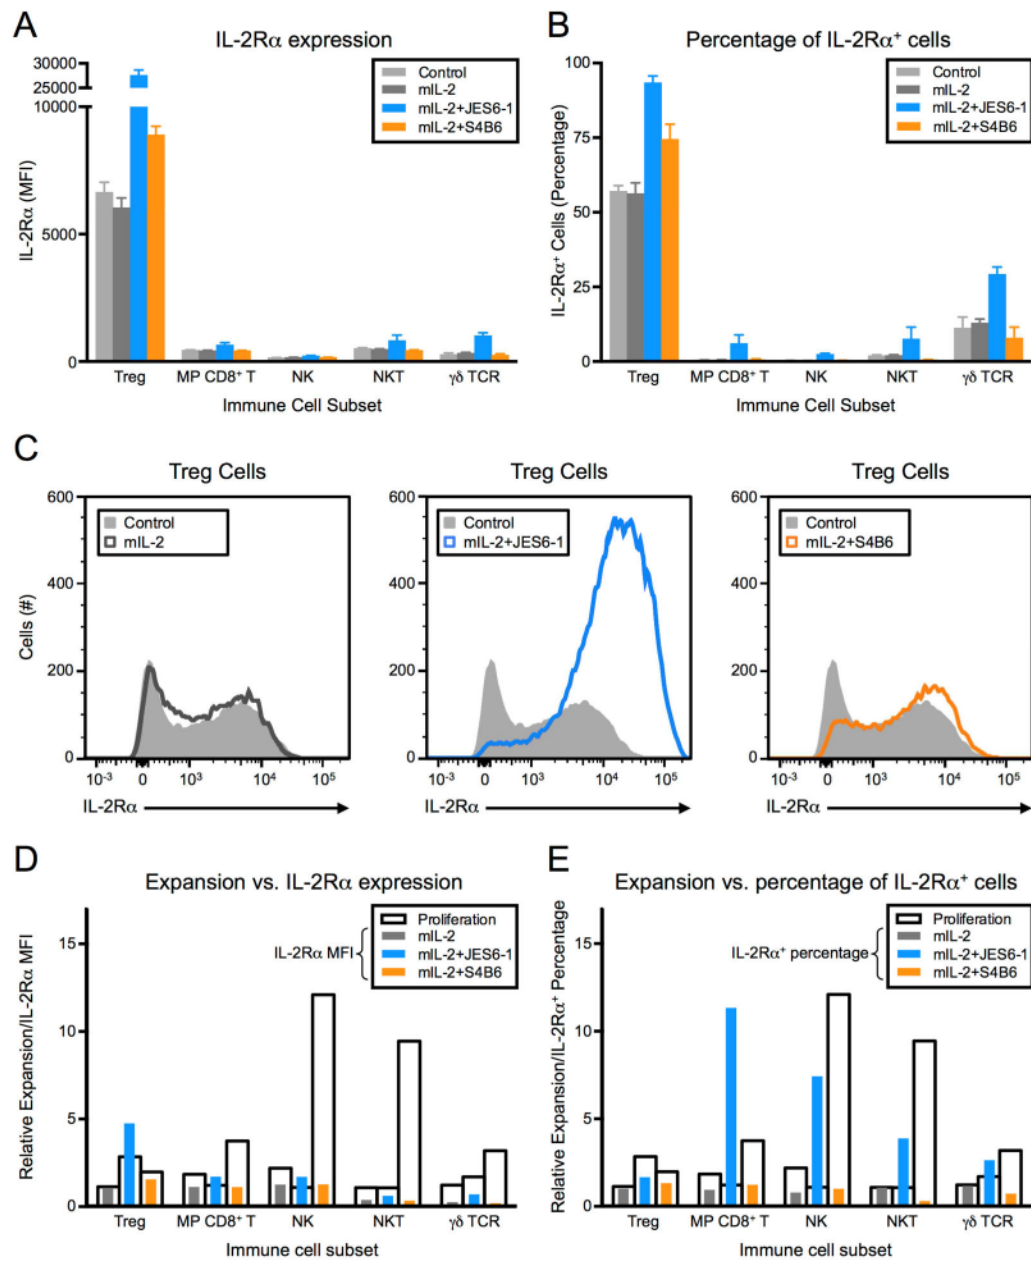 A
IL-2Rα expression
30000
25000
10000
5000
0
IL-2Rα (MFI)
Control
mIL-2
mIL-2+JES6-1
mIL-2+S4B6
Treg
MP CD8⁺ T
NK
NKT
γδ TCR
Immune Cell Subset
B
Percentage of IL-2Rα⁺ cells
100
75
50
25
0
IL-2Rα⁺ Cells (Percentage)
Control
mIL-2
mIL-2+JES6-1
mIL-2+S4B6
Treg
MP CD8⁺ T
NK
NKT
γδ TCR
Immune Cell Subset
C
Treg Cells
600
400
200
0
Cells (#)
Control
mIL-2
10⁻³
0
10³
10⁴
10⁵
IL-2Rα
Treg Cells
600
400
200
0
Control
mIL-2+JES6-1
10⁻³
0
10³
10⁴
10⁵
IL-2Rα
Treg Cells
600
400
200
0
Control
mIL-2+S4B6
10⁻³
0
10³
10⁴
10⁵
IL-2Rα
D
Expansion vs. IL-2Rα expression
15
10
5
0
Relative Expansion/IL-2Rα MFI
IL-2Rα MFI
Proliferation
mIL-2
mIL-2+JES6-1
mIL-2+S4B6
Treg
MP CD8⁺ T
NK
NKT
γδ TCR
Immune cell subset
E
Expansion vs. percentage of IL-2Rα⁺ cells
15
10
5
0
Relative Expansion/IL-2Rα⁺ Percentage
IL-2Rα⁺ percentage
Proliferation
mIL-2
mIL-2+JES6-1
mIL-2+S4B6
Treg
MP CD8⁺ T
NK
NKT
γδ TCR
Immune cell subset